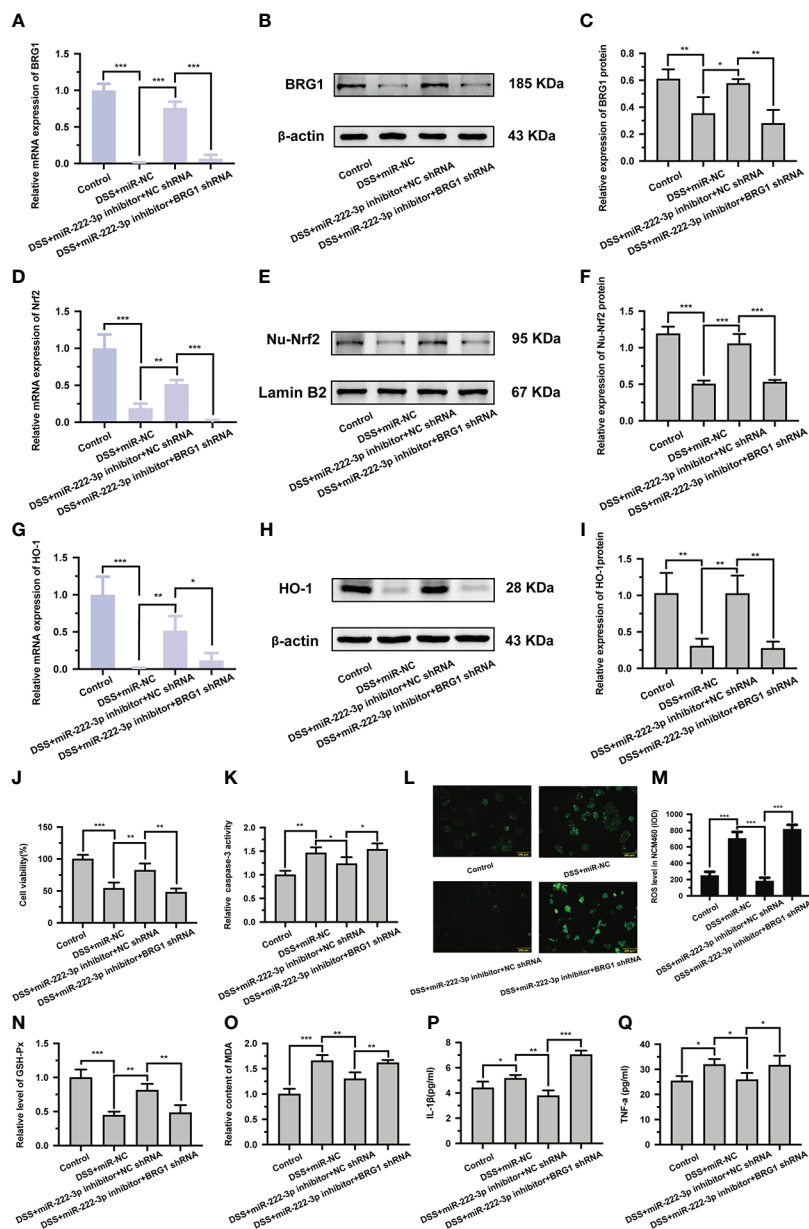 A
Relative mRNA expression of BRG1
1.5
1.0
0.5
0.0
***
***
***
Control
DSS+miR-NC
DSS+miR-222-3p inhibitor+NC shRNA
DSS+miR-222-3p inhibitor+BRG1 shRNA
B
BRG1
185 KDa
β-actin
43 KDa
Control
DSS+miR-NC
DSS+miR-222-3p inhibitor+NC shRNA
DSS+miR-222-3p inhibitor+BRG1 shRNA
C
Relative expression of BRG1 protein
0.8
0.6
0.4
0.2
0.0
**
*
**
Control
DSS+miR-NC
DSS+miR-222-3p inhibitor+NC shRNA
DSS+miR-222-3p inhibitor+BRG1 shRNA
D
Relative mRNA expression of Nrf2
1.5
1.0
0.5
0.0
***
**
***
Control
DSS+miR-NC
DSS+miR-222-3p inhibitor+NC shRNA
DSS+miR-222-3p inhibitor+BRG1 shRNA
E
Nu-Nrf2
95 KDa
Lamin B2
67 KDa
Control
DSS+miR-NC
DSS+miR-222-3p inhibitor+NC shRNA
DSS+miR-222-3p inhibitor+BRG1 shRNA
F
Relative expression of Nu-Nrf2 protein
1.5
1.0
0.5
0.0
***
***
***
Control
DSS+miR-NC
DSS+miR-222-3p inhibitor+NC shRNA
DSS+miR-222-3p inhibitor+BRG1 shRNA
G
Relative mRNA expression of HO-1
1.5
1.0
0.5
0.0
***
**
*
Control
DSS+miR-NC
DSS+miR-222-3p inhibitor+NC shRNA
DSS+miR-222-3p inhibitor+BRG1 shRNA
H
HO-1
28 KDa
β-actin
43 KDa
Control
DSS+miR-NC
DSS+miR-222-3p inhibitor+NC shRNA
DSS+miR-222-3p inhibitor+BRG1 shRNA
I
Relative expression of HO-1protein
1.5
1.0
0.5
0.0
**
**
**
Control
DSS+miR-NC
DSS+miR-222-3p inhibitor+NC shRNA
DSS+miR-222-3p inhibitor+BRG1 shRNA
J
Cell viability(%)
150
100
50
0
***
**
**
Control
DSS+miR-NC
DSS+miR-222-3p inhibitor+NC shRNA
DSS+miR-222-3p inhibitor+BRG1 shRNA
K
Relative caspase-3 activity
2.0
1.5
1.0
0.5
0.0
**
*
*
Control
DSS+miR-NC
DSS+miR-222-3p inhibitor+NC shRNA
DSS+miR-222-3p inhibitor+BRG1 shRNA
L
Control
DSS+miR-NC
DSS+miR-222-3p inhibitor+NC shRNA
DSS+miR-222-3p inhibitor+BRG1 shRNA
M
ROS level in NCM460 (IOD)
1000
800
600
400
200
0
***
***
***
Control
DSS+miR-NC
DSS+miR-222-3p inhibitor+NC shRNA
DSS+miR-222-3p inhibitor+BRG1 shRNA
N
Relative level of GSH-Px
1.5
1.0
0.5
0.0
***
**
**
Control
DSS+miR-NC
DSS+miR-222-3p inhibitor+NC shRNA
DSS+miR-222-3p inhibitor+BRG1 shRNA
O
Relative content of MDA
2.0
1.5
1.0
0.5
0.0
***
**
**
Control
DSS+miR-NC
DSS+miR-222-3p inhibitor+NC shRNA
DSS+miR-222-3p inhibitor+BRG1 shRNA
P
IL-1β(pg/ml)
8
6
4
2
0
*
**
***
Control
DSS+miR-NC
DSS+miR-222-3p inhibitor+NC shRNA
DSS+miR-222-3p inhibitor+BRG1 shRNA
Q
TNF-a (pg/ml)
50
40
30
20
10
0
*
*
*
Control
DSS+miR-NC
DSS+miR-222-3p inhibitor+NC shRNA
DSS+miR-222-3p inhibitor+BRG1 shRNA